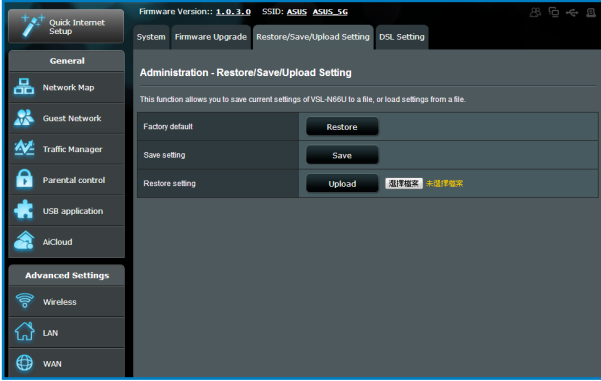 Quick Internet
Setup
Firmware Version:: 1.0.3.0 SSID: ASUS ASUS_5G
System Firmware Upgrade Restore/Save/Upload Setting DSL Setting
General
Network Map
Guest Network
Traffic Manager
Parental control
USB application
AiCloud
Advanced Settings
Wireless
LAN
WAN
Administration - Restore/Save/Upload Setting
This function allows you to save current settings of VSL-N66U to a file, or load settings from a file.
Factory default Restore
Save setting Save
Restore setting Upload 選擇檔案 未選擇檔案